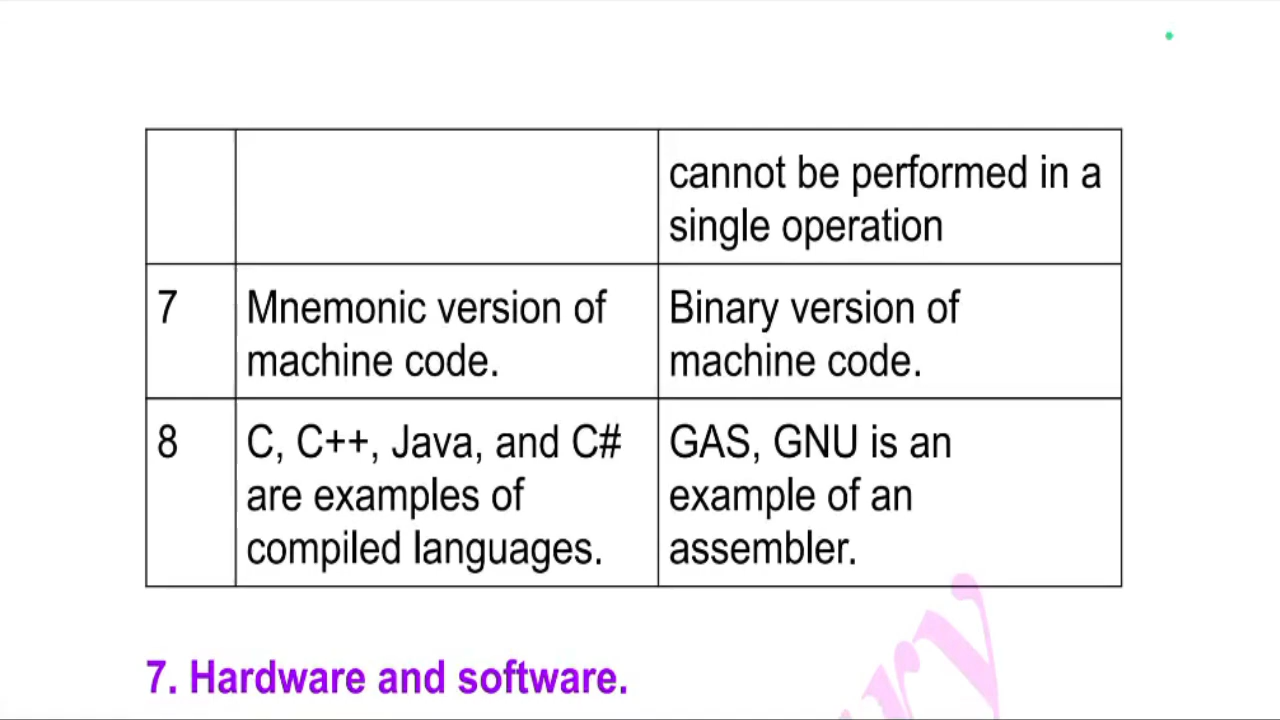 cannot be performed in a
single operation
7
Mnemonic version of
machine code.
Binary version of
machine code.
8
C, C++, Java, and C#
are examples of
compiled languages.
GAS, GNU is an
example of an
assembler.
7. Hardware and software.